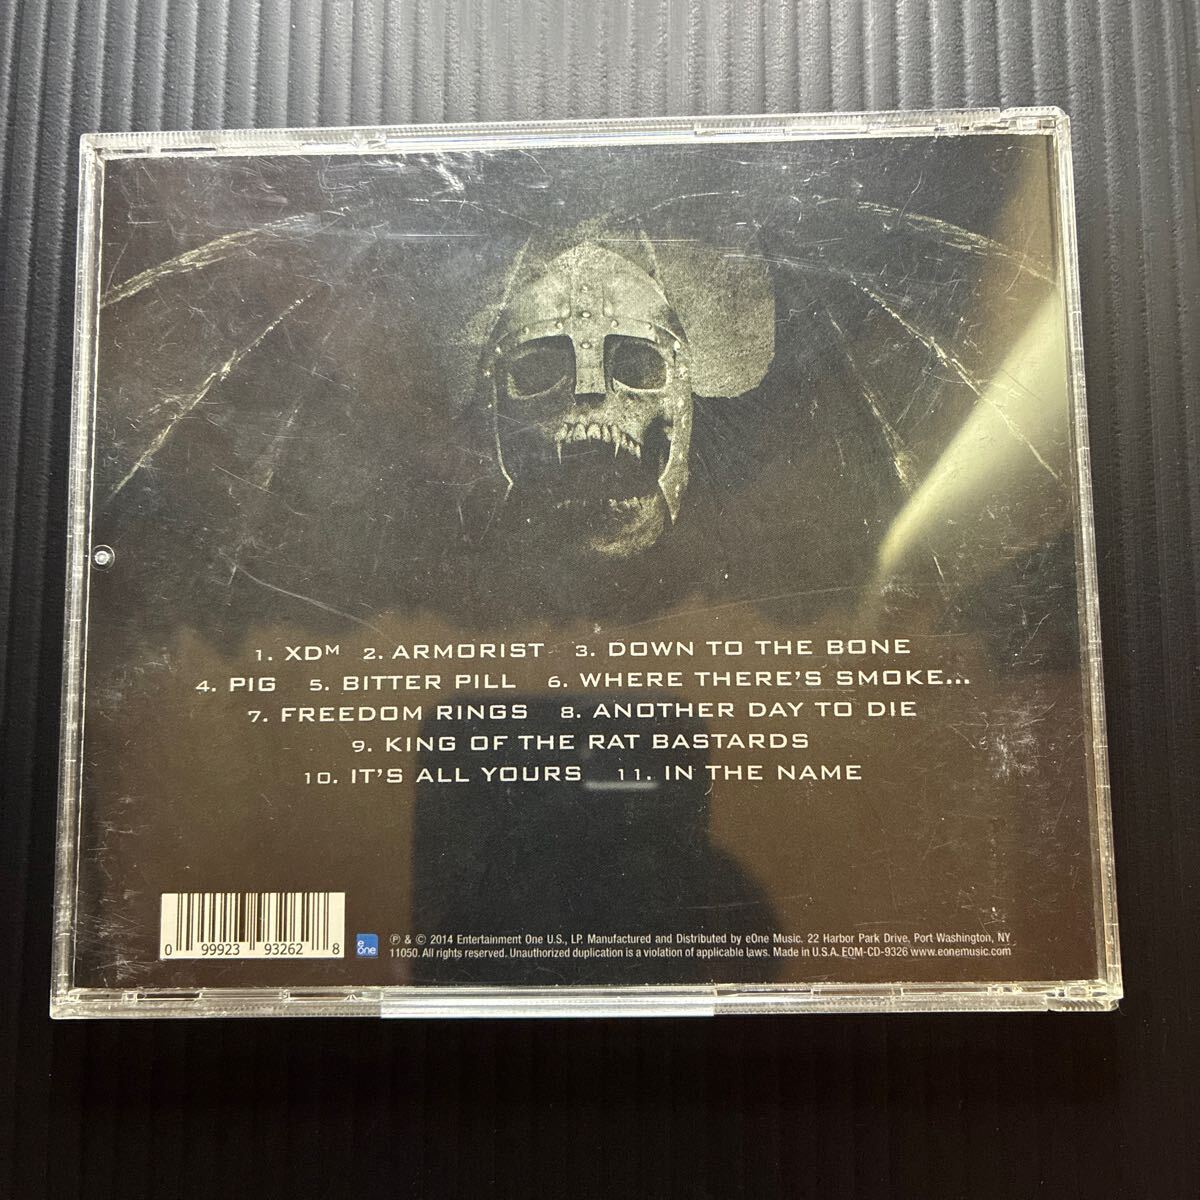 1. XDM 2. ARMORIST 3. DOWN TO THE BONE
4. PIG 5. BITTER PILL 6. WHERE THERE'S SMOKE...
7. FREEDOM RINGS 8. ANOTHER DAY TO DIE
9. KING OF THE RAT BASTARDS
10. IT'S ALL YOURS 11. IN THE NAME
0 99923 93262 8
e one
℗ & © 2014 Entertainment One U.S., LP. Manufactured and Distributed by eOne Music. 22 Harbor Park Drive, Port Washington, NY
11050. All rights reserved. Unauthorized duplication is a violation of applicable laws. Made in U.S.A. EOM-CD-9326 www.eonemusic.com